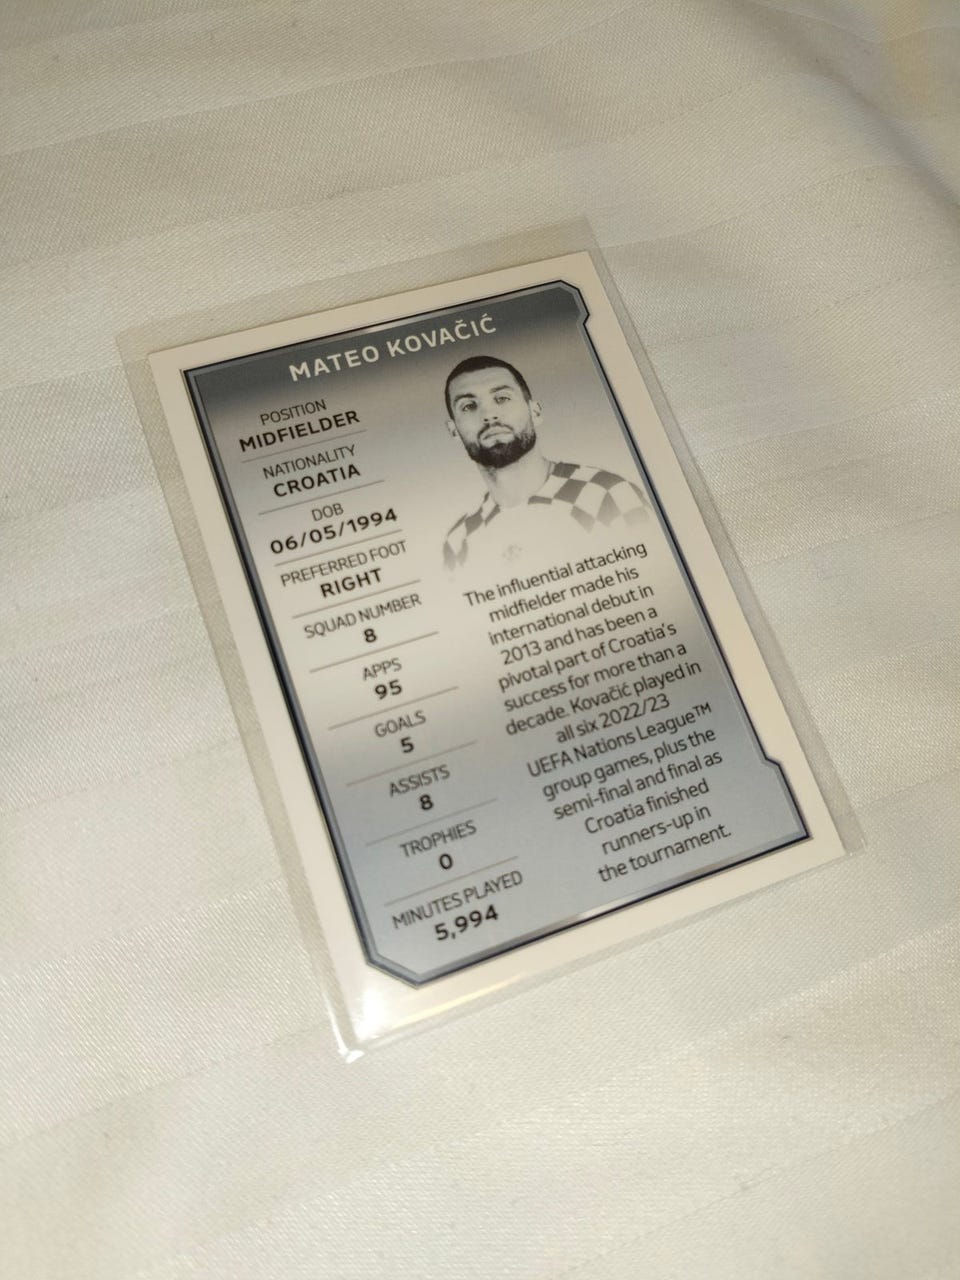 MATEO KOVAČIĆ
POSITION
MIDFIELDER
NATIONALITY
CROATIA
DOB
06/05/1994
PREFERRED FOOT
RIGHT
SQUAD NUMBER
8
APPS
95
GOALS
5
ASSISTS
8
TROPHIES
0
MINUTES PLAYED
5,994
The influential attacking
midfielder made his
international debut in
2013 and has been a
pivotal part of Croatia's
success for more than a
decade. Kovačić played in
all six 2022/23
UEFA Nations League™
group games, plus the
semi-final and final as
Croatia finished
runners-up in
the tournament.